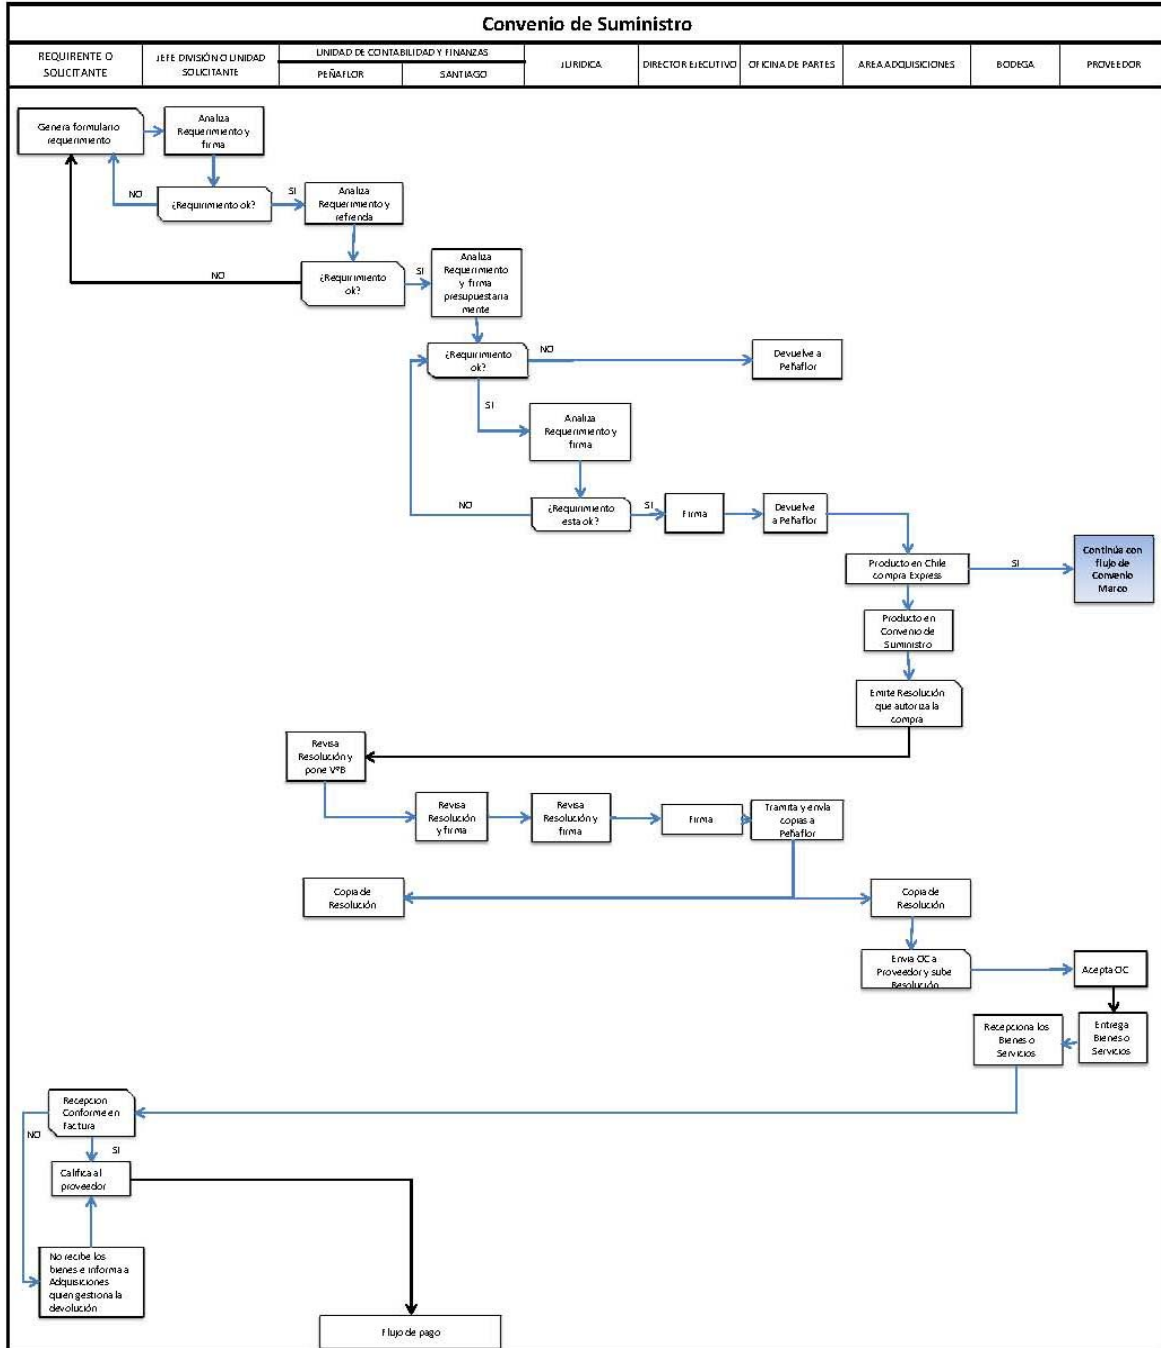 Convenio de Suministro
REQUIRENTE O
SOLICITANTE
JEFE DIVISIÓN O UNIDAD
SOLICITANTE
UNIDAD DE CONTABILIDAD Y FINANZAS
PEÑAFLOR
SANTIAGO
JURIDICA
DIRECTOR EJECUTIVO
OFICINA DE PARTES
AREA ADQUISICIONES
BODEGA
PROVEEDOR
Genera formulario
requerimiento
Analiza
Requerimiento y
firma
NO
¿Requirimiento ok?
SI
Analiza
Requerimiento y
refrenda
NO
¿Requirimiento
ok?
SI
Analiza
Requerimiento
y firma
presupuestaria
mente
¿Requirimiento
ok?
NO
Devuelve a
Peñaflor
SI
Analiza
Requerimiento y
firma
NO
¿Requirimiento
esta ok?
SI
Firma
Devuelve
a Peñaflor
Producto en Chile
compra Express
SI
Continúa con
flujo de
Convenio
Marco
Producto en
Convenio de
Suministro
Emite Resolución
que autoriza la
compra
Revisa
Resolución y
pone VºB
Revisa
Resolución
y firma
Revisa
Resolución y
firma
Firma
Tramita y envía
copias a
Peñaflor
Copia de
Resolución
Copia de
Resolución
Envía OC a
Proveedor y sube
Resolución
Acepta OC
Recepciona los
Bienes o
Servicios
Entrega
Bienes o
Servicios
Recepcion
Conforme en
factura
NO
SI
Califica al
proveedor
No recibe los
bienes e informa a
Adquisiciones
quien gestiona la
devolución
Flujo de pago